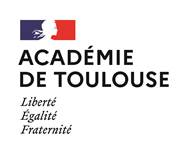 ACADÉMIE
DE TOULOUSE
Liberté
Égalité
Fraternité